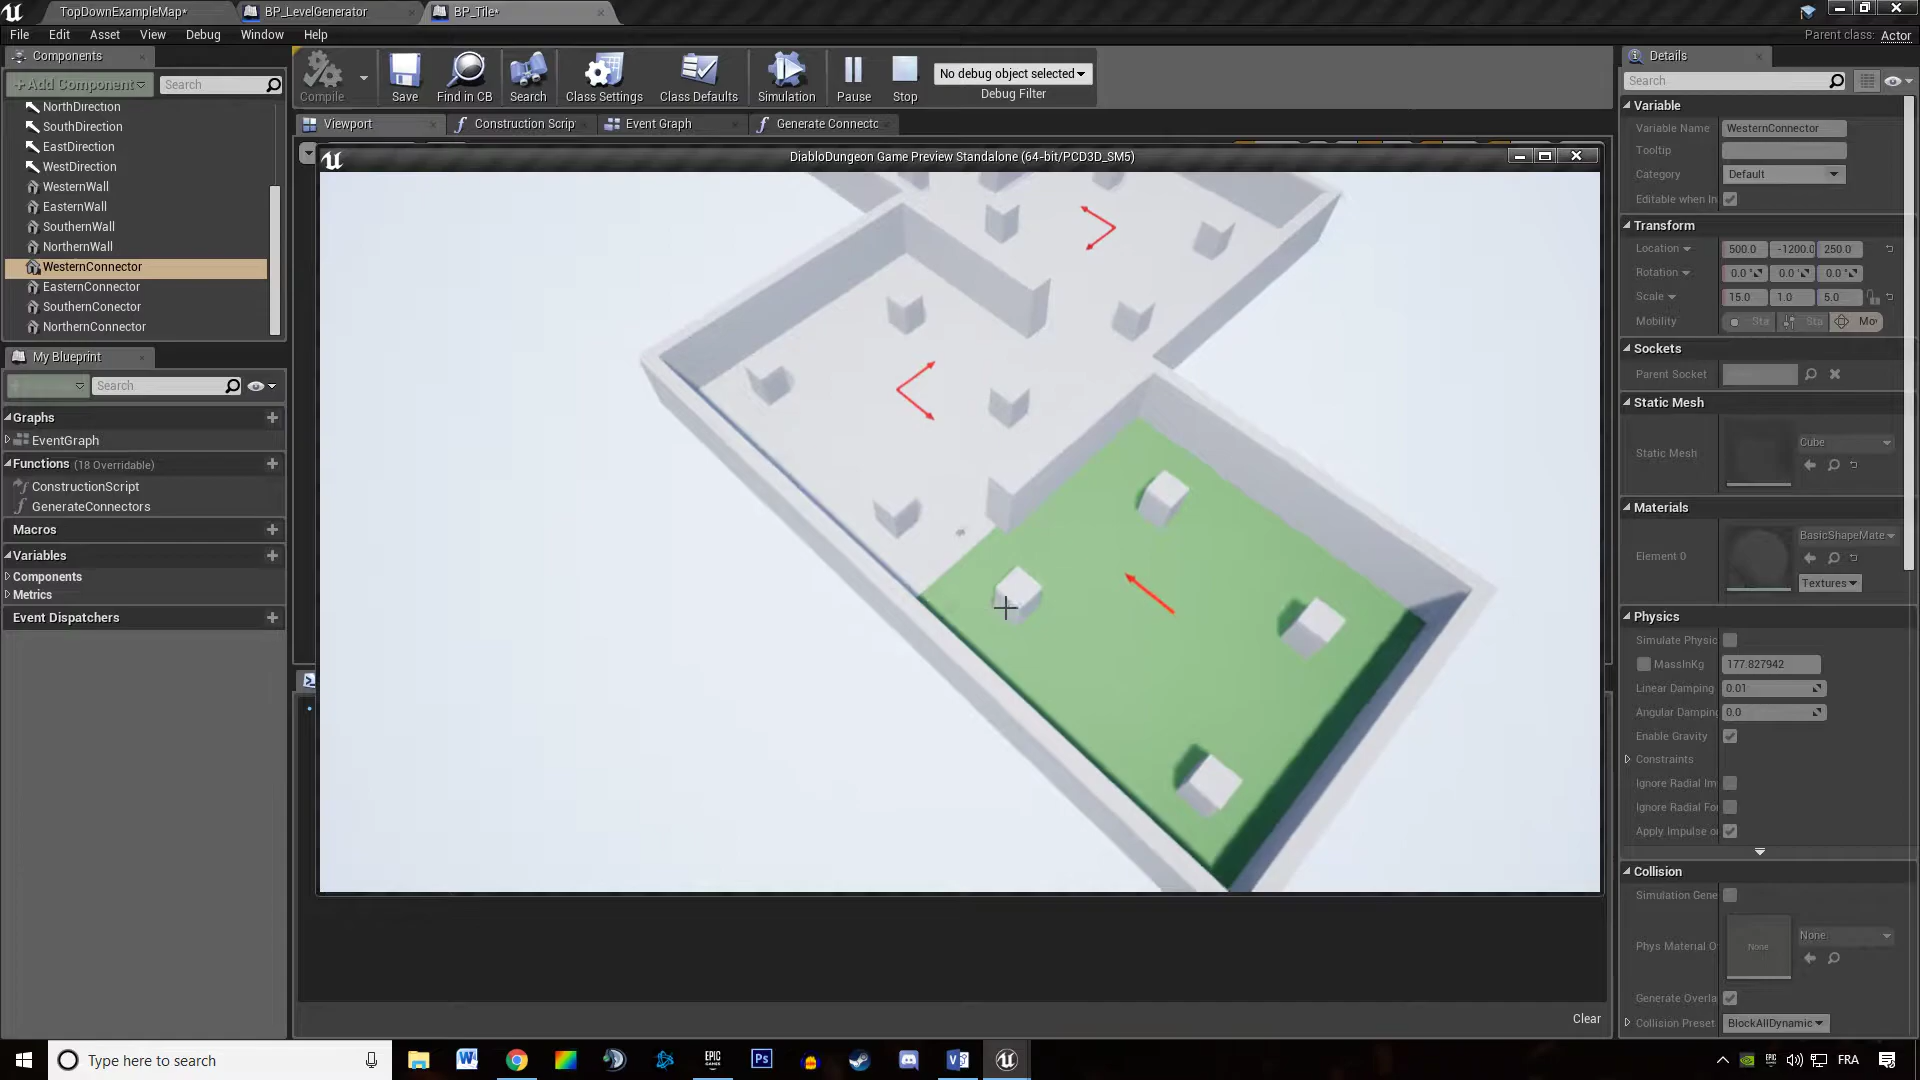 TopDownExampleMap*
BP_LevelGenerator
BP_Tile*
File Edit Asset View Debug Window Help
Parent class: Actor
Components
+Add Component
Search
NorthDirection
SouthDirection
EastDirection
WestDirection
WesternWall
EasternWall
SouthernWall
NorthernWall
WesternConnector
EasternConnector
SouthernConector
NorthernConnector
My Blueprint
Search
Graphs
EventGraph
Functions (18 Overridable)
ConstructionScript
GenerateConnectors
Macros
Variables
Components
Metrics
Event Dispatchers
Compile
Save
Find in CB
Search
Class Settings
Class Defaults
Simulation
Pause
Stop
No debug object selected
Debug Filter
Viewport
Construction Scrip
Event Graph
Generate Connectc
DiabloDungeon Game Preview Standalone (64-bit/PCD3D_SM5)
Clear
Details
Search
Variable
Variable Name WesternConnector
Tooltip
Category Default
Editable when In
Transform
Location 500.0 -1200.0 250.0
Rotation 0.0 ° 0.0 ° 0.0 °
Scale 15.0 1.0 5.0
Mobility Sta Sta Mo
Sockets
Parent Socket
Static Mesh
Static Mesh Cube
Materials
Element 0 BasicShapeMate
Textures
Physics
Simulate Physic
MassInKg 177.827942
Linear Damping 0.01
Angular Damping 0.0
Enable Gravity
Constraints
Ignore Radial Im
Ignore Radial Fo
Apply Impulse o
Collision
Simulation Gene
Phys Material O None None
Generate Overla
Collision Preset BlockAllDynamic
Type here to search
EPIC GAMES
Ps
FRA